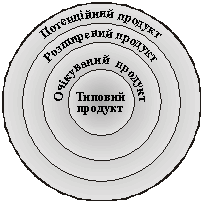 Потенційний продукт
Розширений продукт
Очікуваний продукт
Типовий
продукт